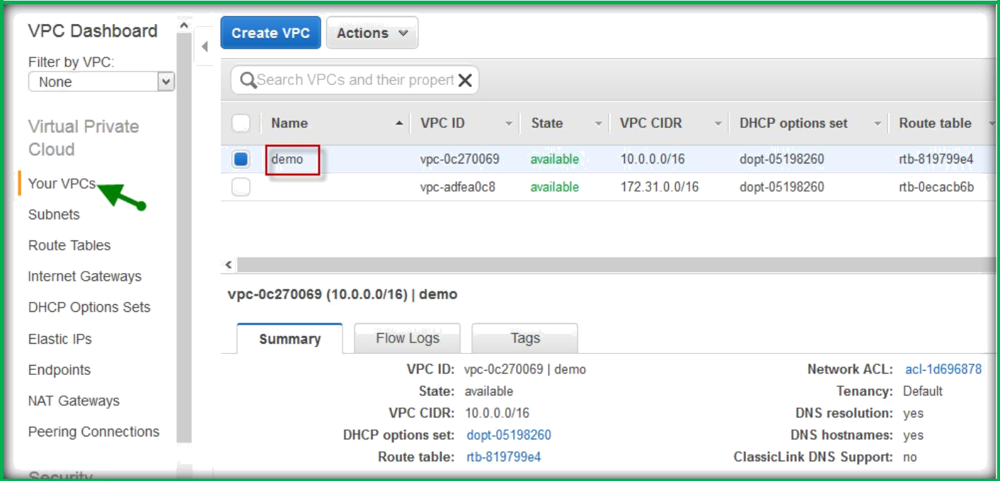 VPC Dashboard
Filter by VPC:
None
Virtual Private
Cloud
Your VPCs
Subnets
Route Tables
Internet Gateways
DHCP Options Sets
Elastic IPs
Endpoints
NAT Gateways
Peering Connections
Security
Create VPC Actions
Search VPCs and their propert
Name VPC ID State VPC CIDR DHCP options set Route table
demo vpc-0c270069 available 10.0.0.0/16 dopt-05198260 rtb-819799e4
vpc-adfea0c8 available 172.31.0.0/16 dopt-05198260 rtb-0ecacb6b
vpc-0c270069 (10.0.0.0/16) | demo
Summary Flow Logs Tags
VPC ID: vpc-0c270069 | demo Network ACL: acl-1d696878
State: available Tenancy: Default
VPC CIDR: 10.0.0.0/16 DNS resolution: yes
DHCP options set: dopt-05198260 DNS hostnames: yes
Route table: rtb-819799e4 ClassicLink DNS Support: no